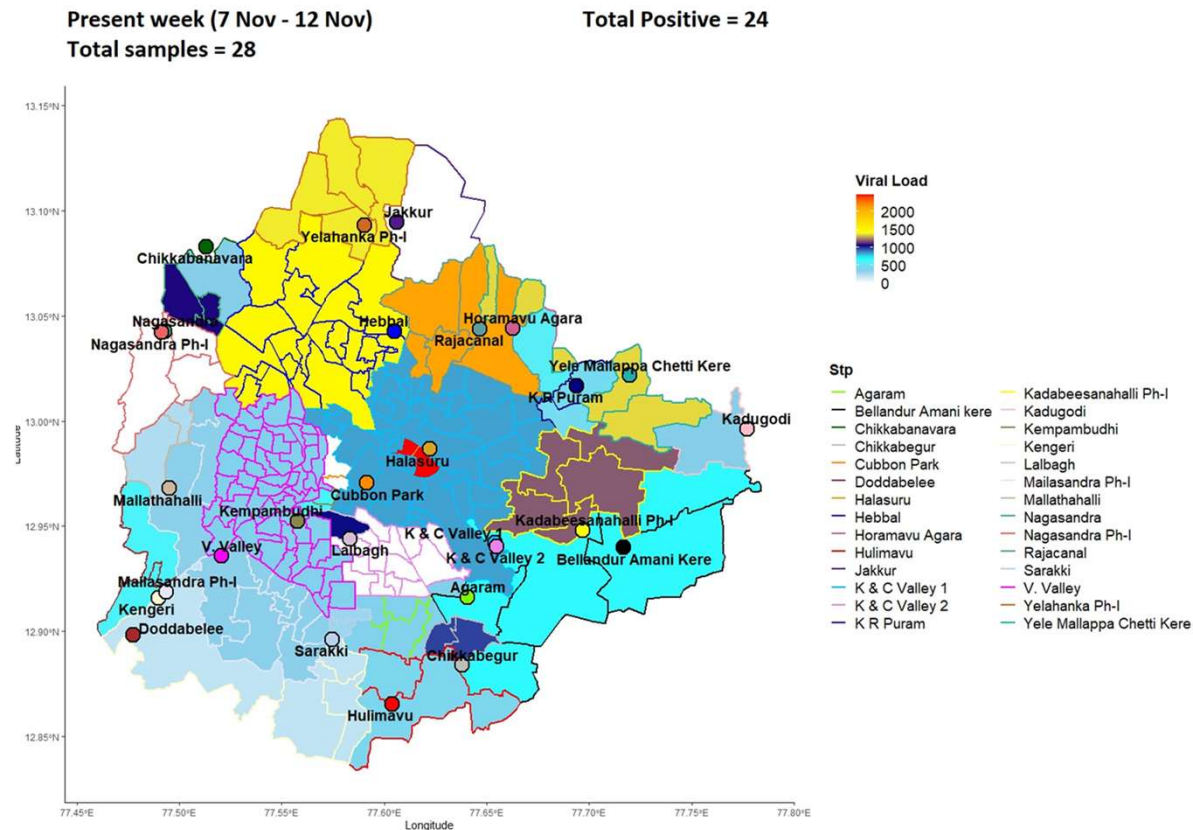 Present week (7 Nov - 12 Nov)
Total Positive = 24
Total samples = 28
13.15°N
13.10°N
13.05°N
13.00°N
12.95°N
12.90°N
12.85°N
Jakkur
Yelahanka Ph-I
Chikkabanavara
Nagasandra
Nagasandra Ph-I
Hebbal
Horamavu Agara
Rajacanal
Yele Mallappa Chetti Kere
K R Puram
Kadugodi
Halasuru
Cubbon Park
Mallathahalli
Kempambudhi
Kadabeesanahalli Ph-I
V. Valley
Lalbagh
K & C Valley 1
K & C Valley 2
Bellandur Amani Kere
Mailasandra Ph-I
Kengeri
Agaram
Doddabelee
Sarakki
Chikkabegur
Hulimavu
77.45°E
77.50°E
77.55°E
77.60°E
77.65°E
77.70°E
77.75°E
77.80°E
Longitude
Viral Load
2000
1500
1000
500
0
Stp
Agaram
Bellandur Amani kere
Chikkabanavara
Chikkabegur
Cubbon Park
Doddabelee
Halasuru
Hebbal
Horamavu Agara
Hulimavu
Jakkur
K & C Valley 1
K & C Valley 2
K R Puram
Kadabeesanahalli Ph-I
Kadugodi
Kempambudhi
Kengeri
Lalbagh
Mailasandra Ph-I
Mallathahalli
Nagasandra
Nagasandra Ph-I
Rajacanal
Sarakki
V. Valley
Yelahanka Ph-I
Yele Mallappa Chetti Kere